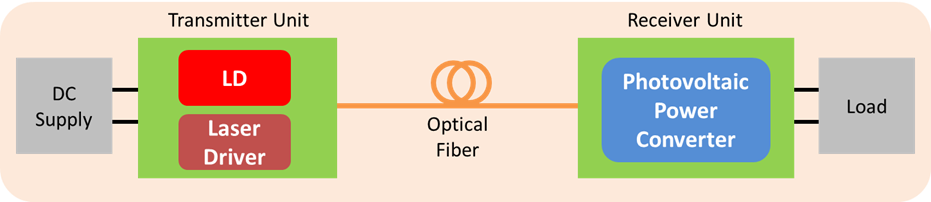 Transmitter Unit
Receiver Unit
DC
Supply
LD
Laser
Driver
Optical
Fiber
Photovoltaic
Power
Converter
Load